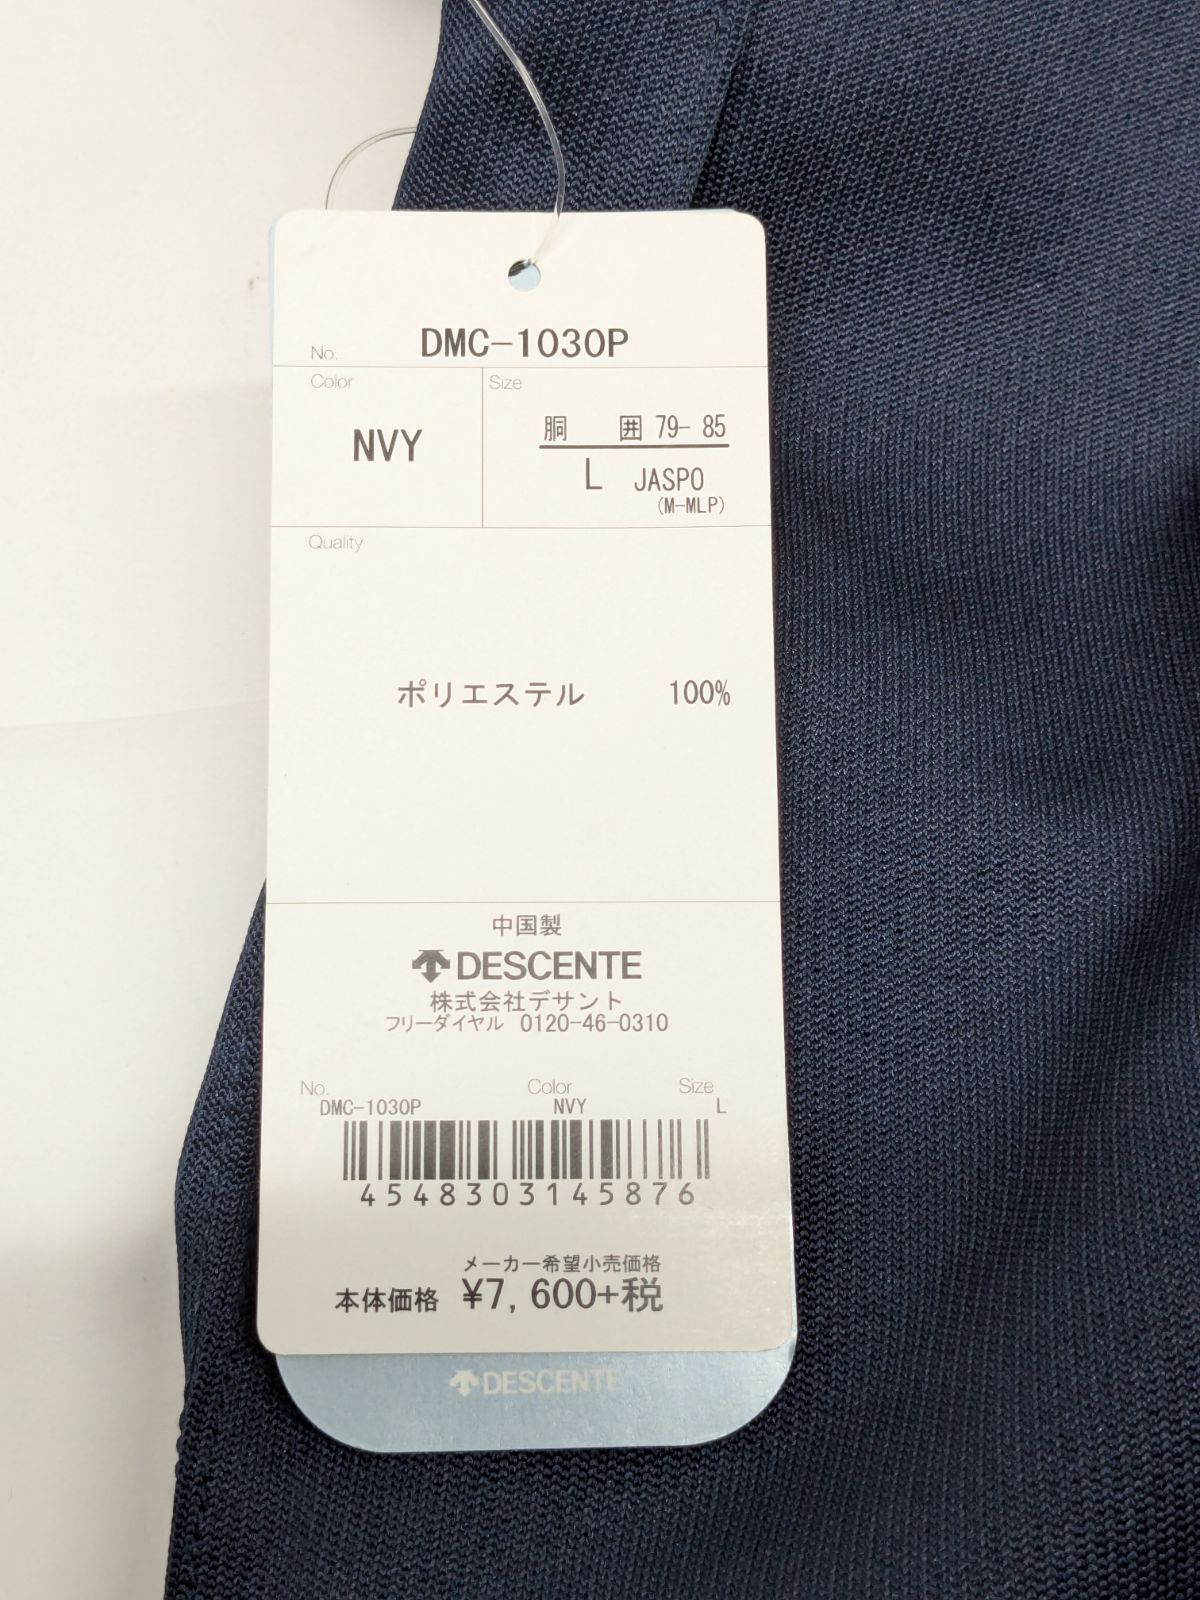 No. DMC-1030P
Color Size
NVY
胴 囲 79- 85
L JASPO
(M-MLP)
Quality
ポリエステル 100%
中国製
DESCENTE
株式会社デサント
フリーダイヤル 0120-46-0310
No. Color Size
DMC-1030P NVY L
4548303145876
メーカー希望小売価格
本体価格 ¥7,600+税
DESCENTE